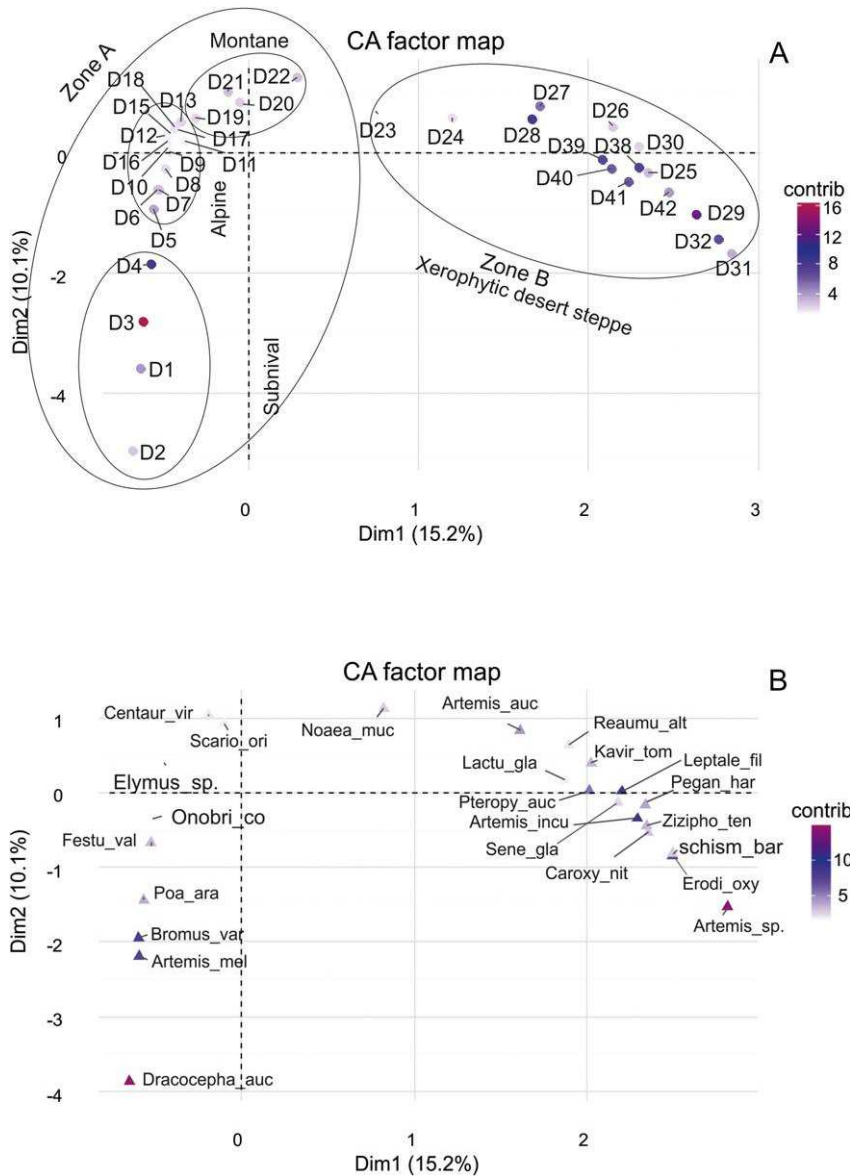 CA factor map
A
Zone A
Montane
D18
D15
D13
D21
D22
D20
D19
D12
D17
D16
D9
D11
D10
D8
D6
D7
D5
Alpine
D4
D3
D1
D2
Subnival
D23
D24
D27
D28
D26
D39
D38
D30
D40
D25
D41
D42
D29
D32
D31
Zone B
Xerophytic desert steppe
contrib
16
12
8
4
0
-2
-4
Dim2 (10.1%)
0
1
2
3
Dim1 (15.2%)
CA factor map
B
Centaur_vir
Scario_ori
Noaea_muc
Artemis_auc
Reaumu_alt
Kavir_tom
Lactu_gla
Leptale_fil
Elymus_sp.
Pegan_har
Pteropy_auc
Onobri_co
Artemis_incu
Zizipho_ten
Festu_val
Sene_gla
schism_bar
Caroxy_nit
Erodi_oxy
Poa_ara
Artemis_sp.
Bromus_var
Artemis_mel
Dracocepha_auc
contrib
10
5
1
0
-1
-2
-3
-4
Dim2 (10.1%)
0
1
2
3
Dim1 (15.2%)